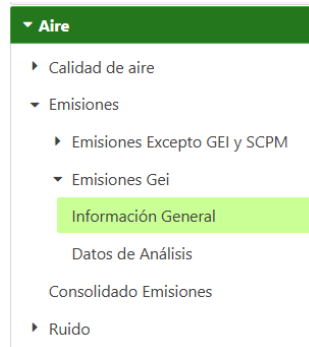 Aire
Calidad de aire
Emisiones
Emisiones Excepto GEI y SCPM
Emisiones Gei
Información General
Datos de Análisis
Consolidado Emisiones
Ruido